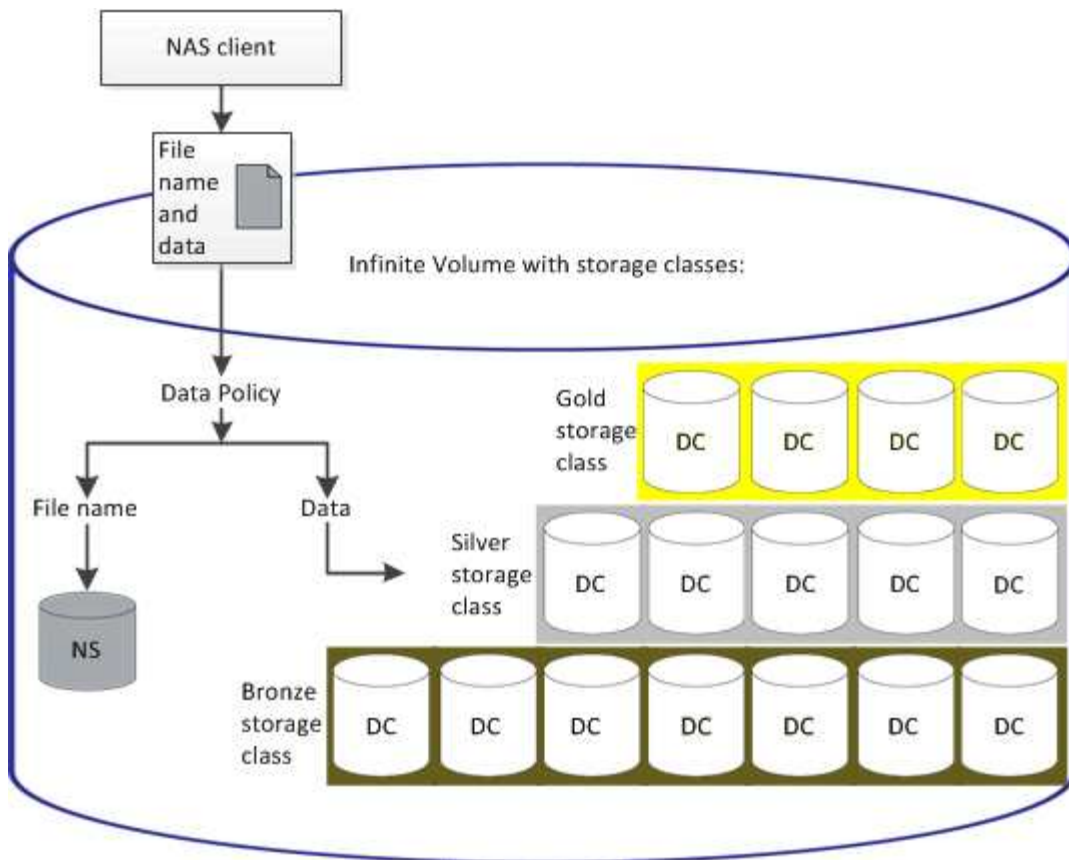 NAS client
File
name
and
data
Infinite Volume with storage classes:
Data Policy
File name
Data
NS
Gold
storage
class
DC DC DC DC
Silver
storage
class
DC DC DC DC DC
Bronze
storage
class
DC DC DC DC DC DC DC